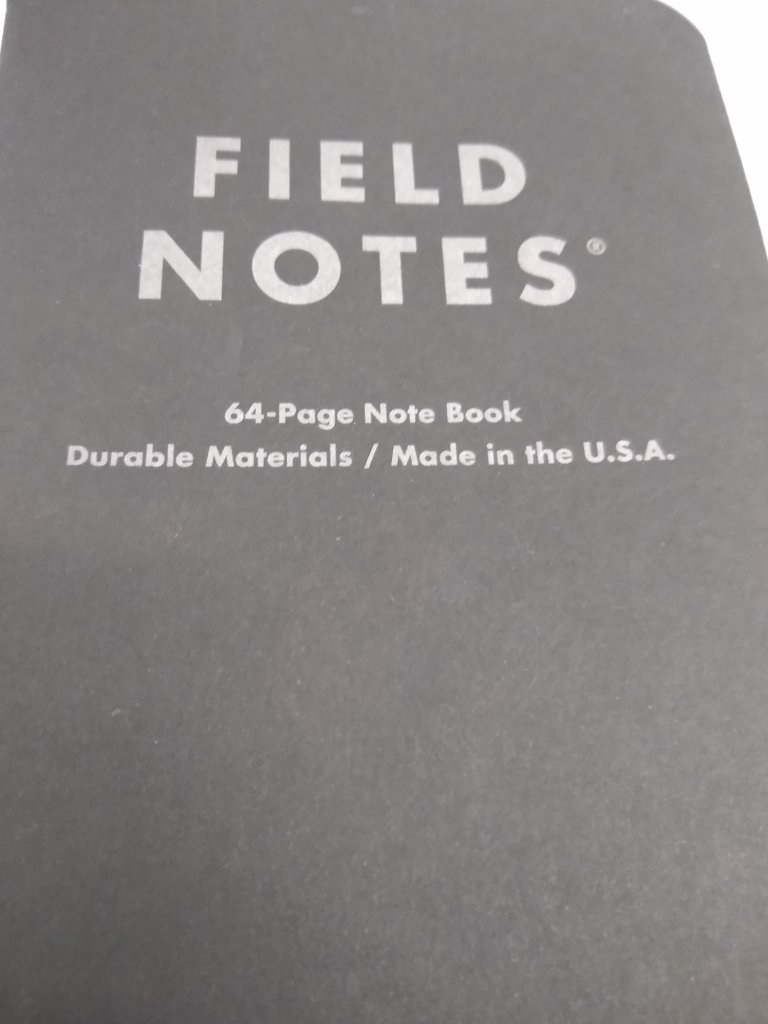 FIELD
NOTES®
64-Page Note Book
Durable Materials / Made in the U.S.A.